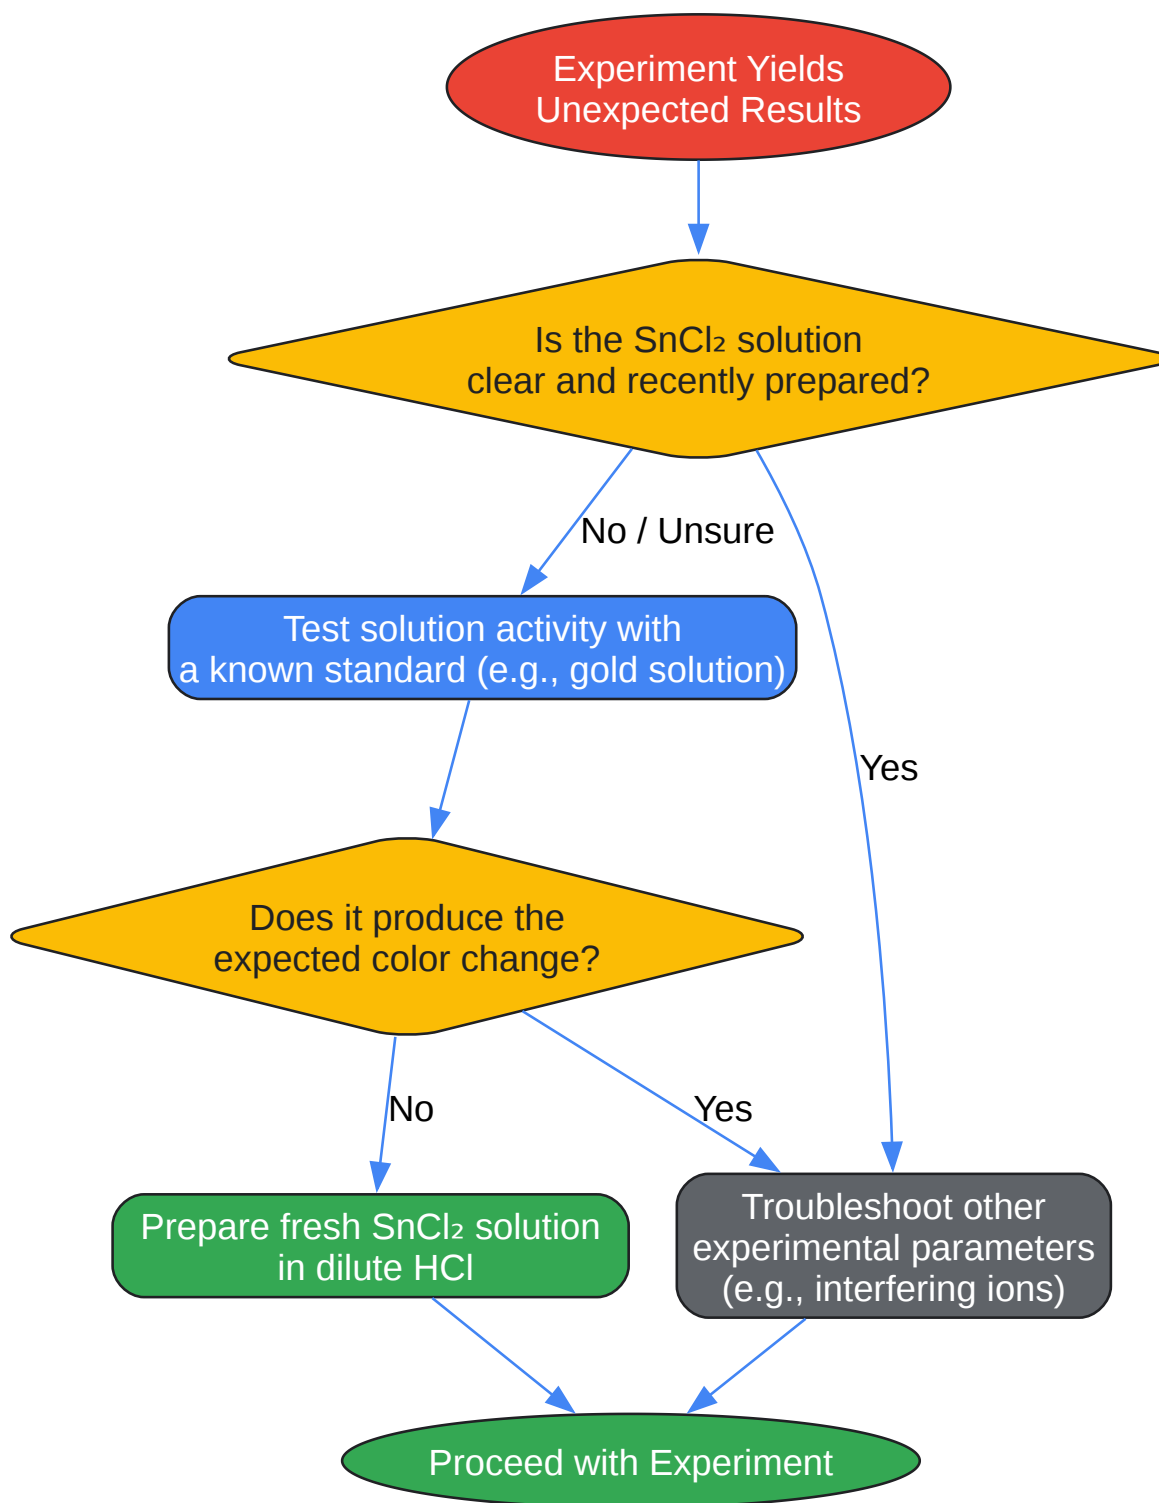 Experiment Yields
Unexpected Results
Is the SnCl₂ solution
clear and recently prepared?
No / Unsure
Test solution activity with
a known standard (e.g., gold solution)
Yes
Does it produce the
expected color change?
No
Yes
Prepare fresh SnCl₂ solution
in dilute HCl
Troubleshoot other
experimental parameters
(e.g., interfering ions)
Proceed with Experiment